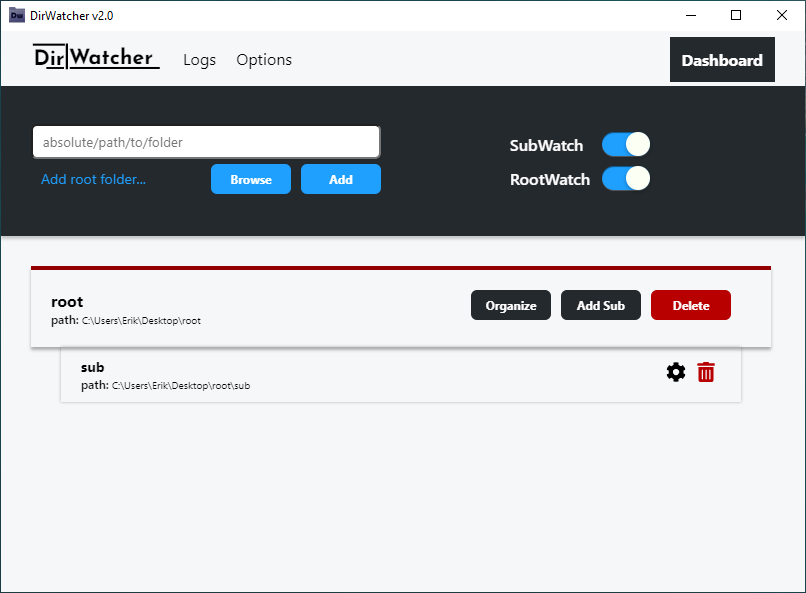 Dw DirWatcher v2.0
Dir Watcher Logs Options Dashboard
absolute/path/to/folder
Add root folder... Browse Add
SubWatch
RootWatch
root
path: C:\Users\Erik\Desktop\root
Organize Add Sub Delete
sub
path: C:\Users\Erik\Desktop\root\sub